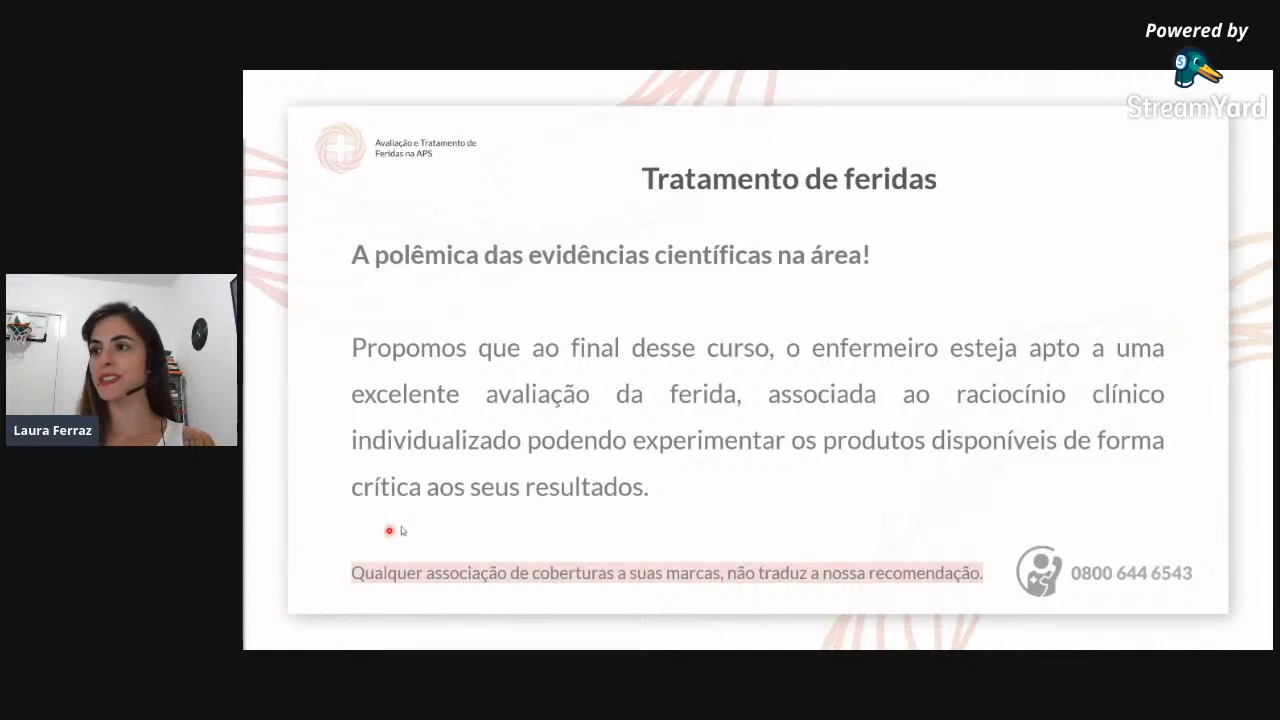 Powered by
StreamYard
Avaliação e Tratamento de
Feridas na APS
Tratamento de feridas
A polêmica das evidências científicas na área!
Propomos que ao final desse curso, o enfermeiro esteja apto a uma
excelente avaliação da ferida, associada ao raciocínio clínico
individualizado podendo experimentar os produtos disponíveis de forma
crítica aos seus resultados.
Laura Ferraz
Qualquer associação de coberturas a suas marcas, não traduz a nossa recomendação.
0800 644 6543